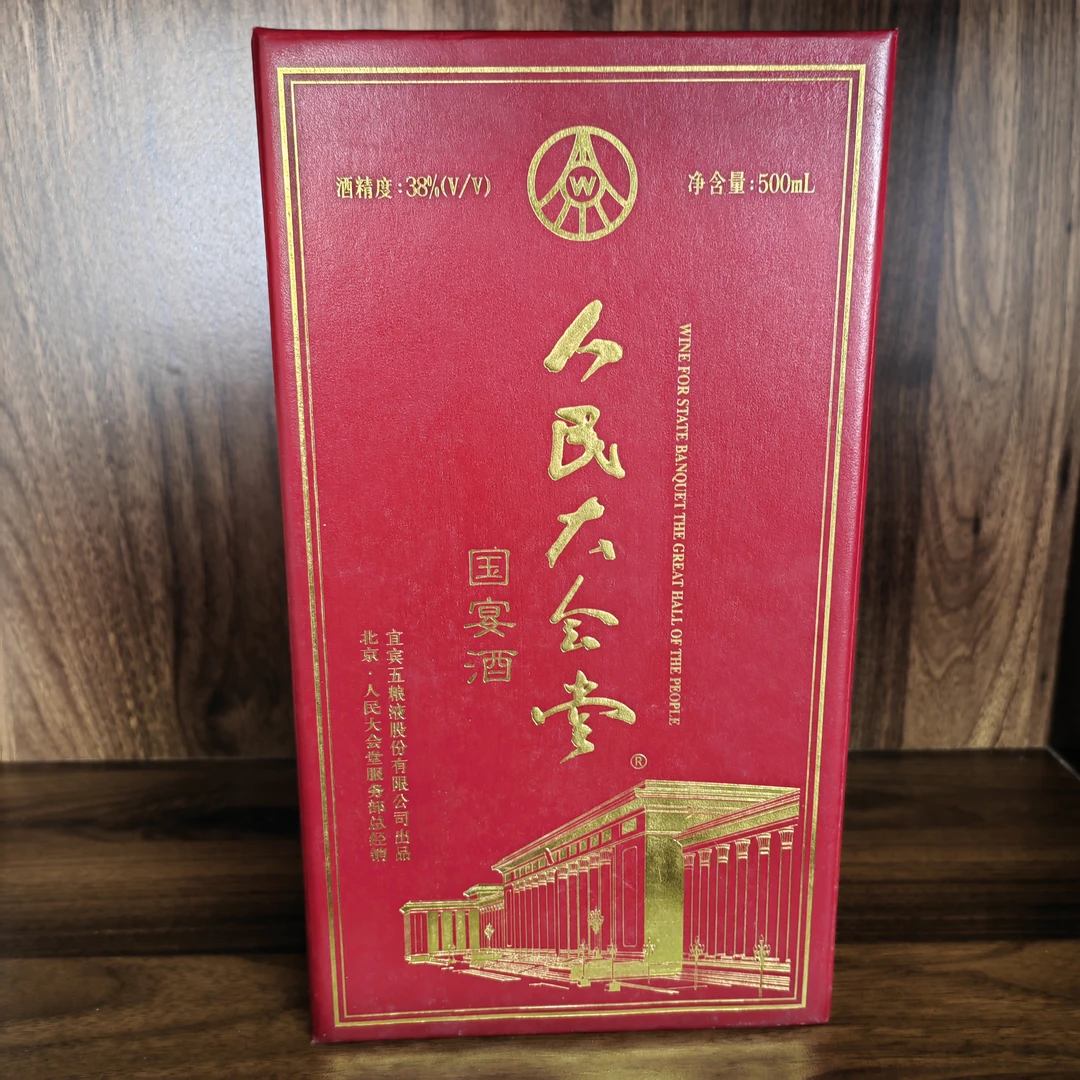 酒精度:38%(V/V)
W
净含量:500mL
人民大会堂
®
WINE FOR STATE BANQUET THE GREAT HALL OF THE PEOPLE
国宴酒
宜宾五粮液股份有限公司出品
北京·人民大会堂服务部总经销